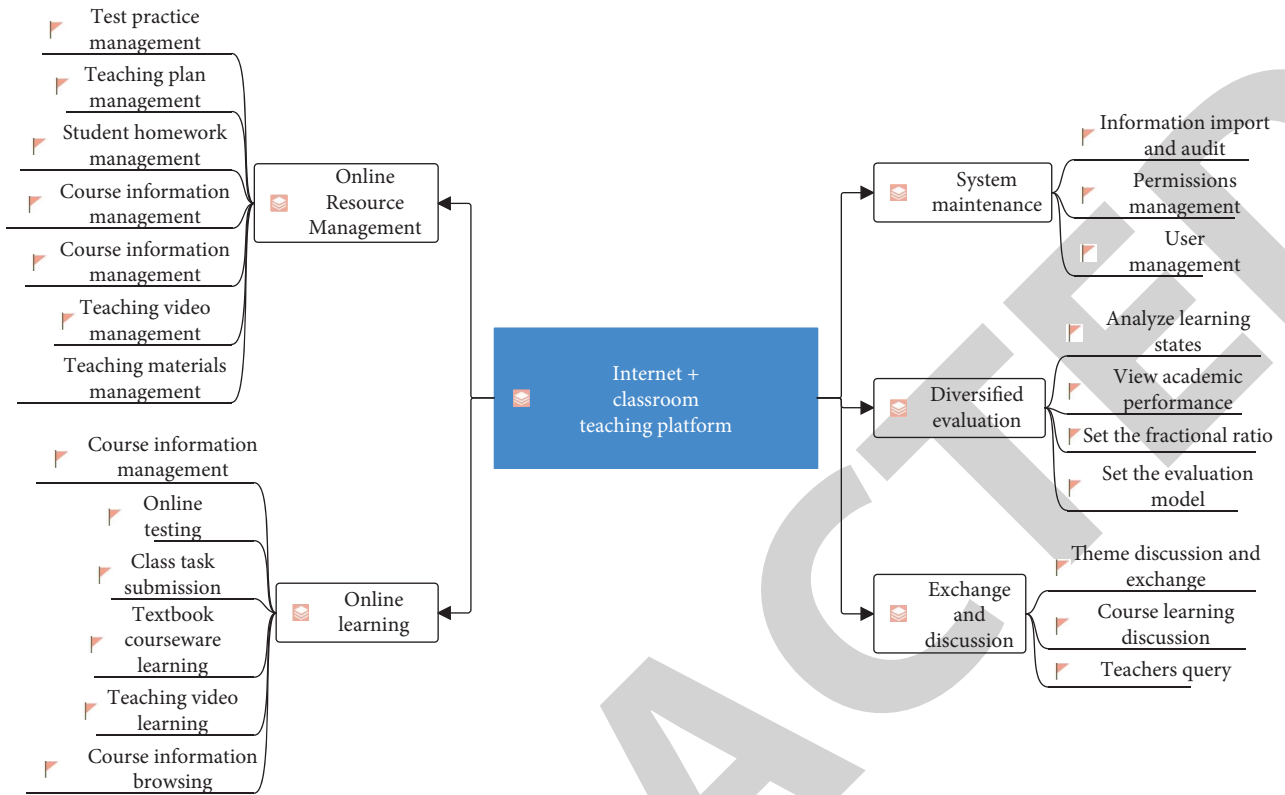 Test practice
management
Teaching plan
management
Student homework
management
Course information
management
Course information
management
Teaching video
management
Teaching materials
management
Online
Resource
Management
Course information
management
Online
testing
Class task
submission
Textbook
courseware
learning
Teaching video
learning
Course information
browsing
Online
learning
Internet +
classroom
teaching platform
System
maintenance
Information import
and audit
Permissions
management
User
management
Diversified
evaluation
Analyze learning
states
View academic
performance
Set the fractional ratio
Set the evaluation
model
Exchange
and
discussion
Theme discussion and
exchange
Course learning
discussion
Teachers query
ACTED